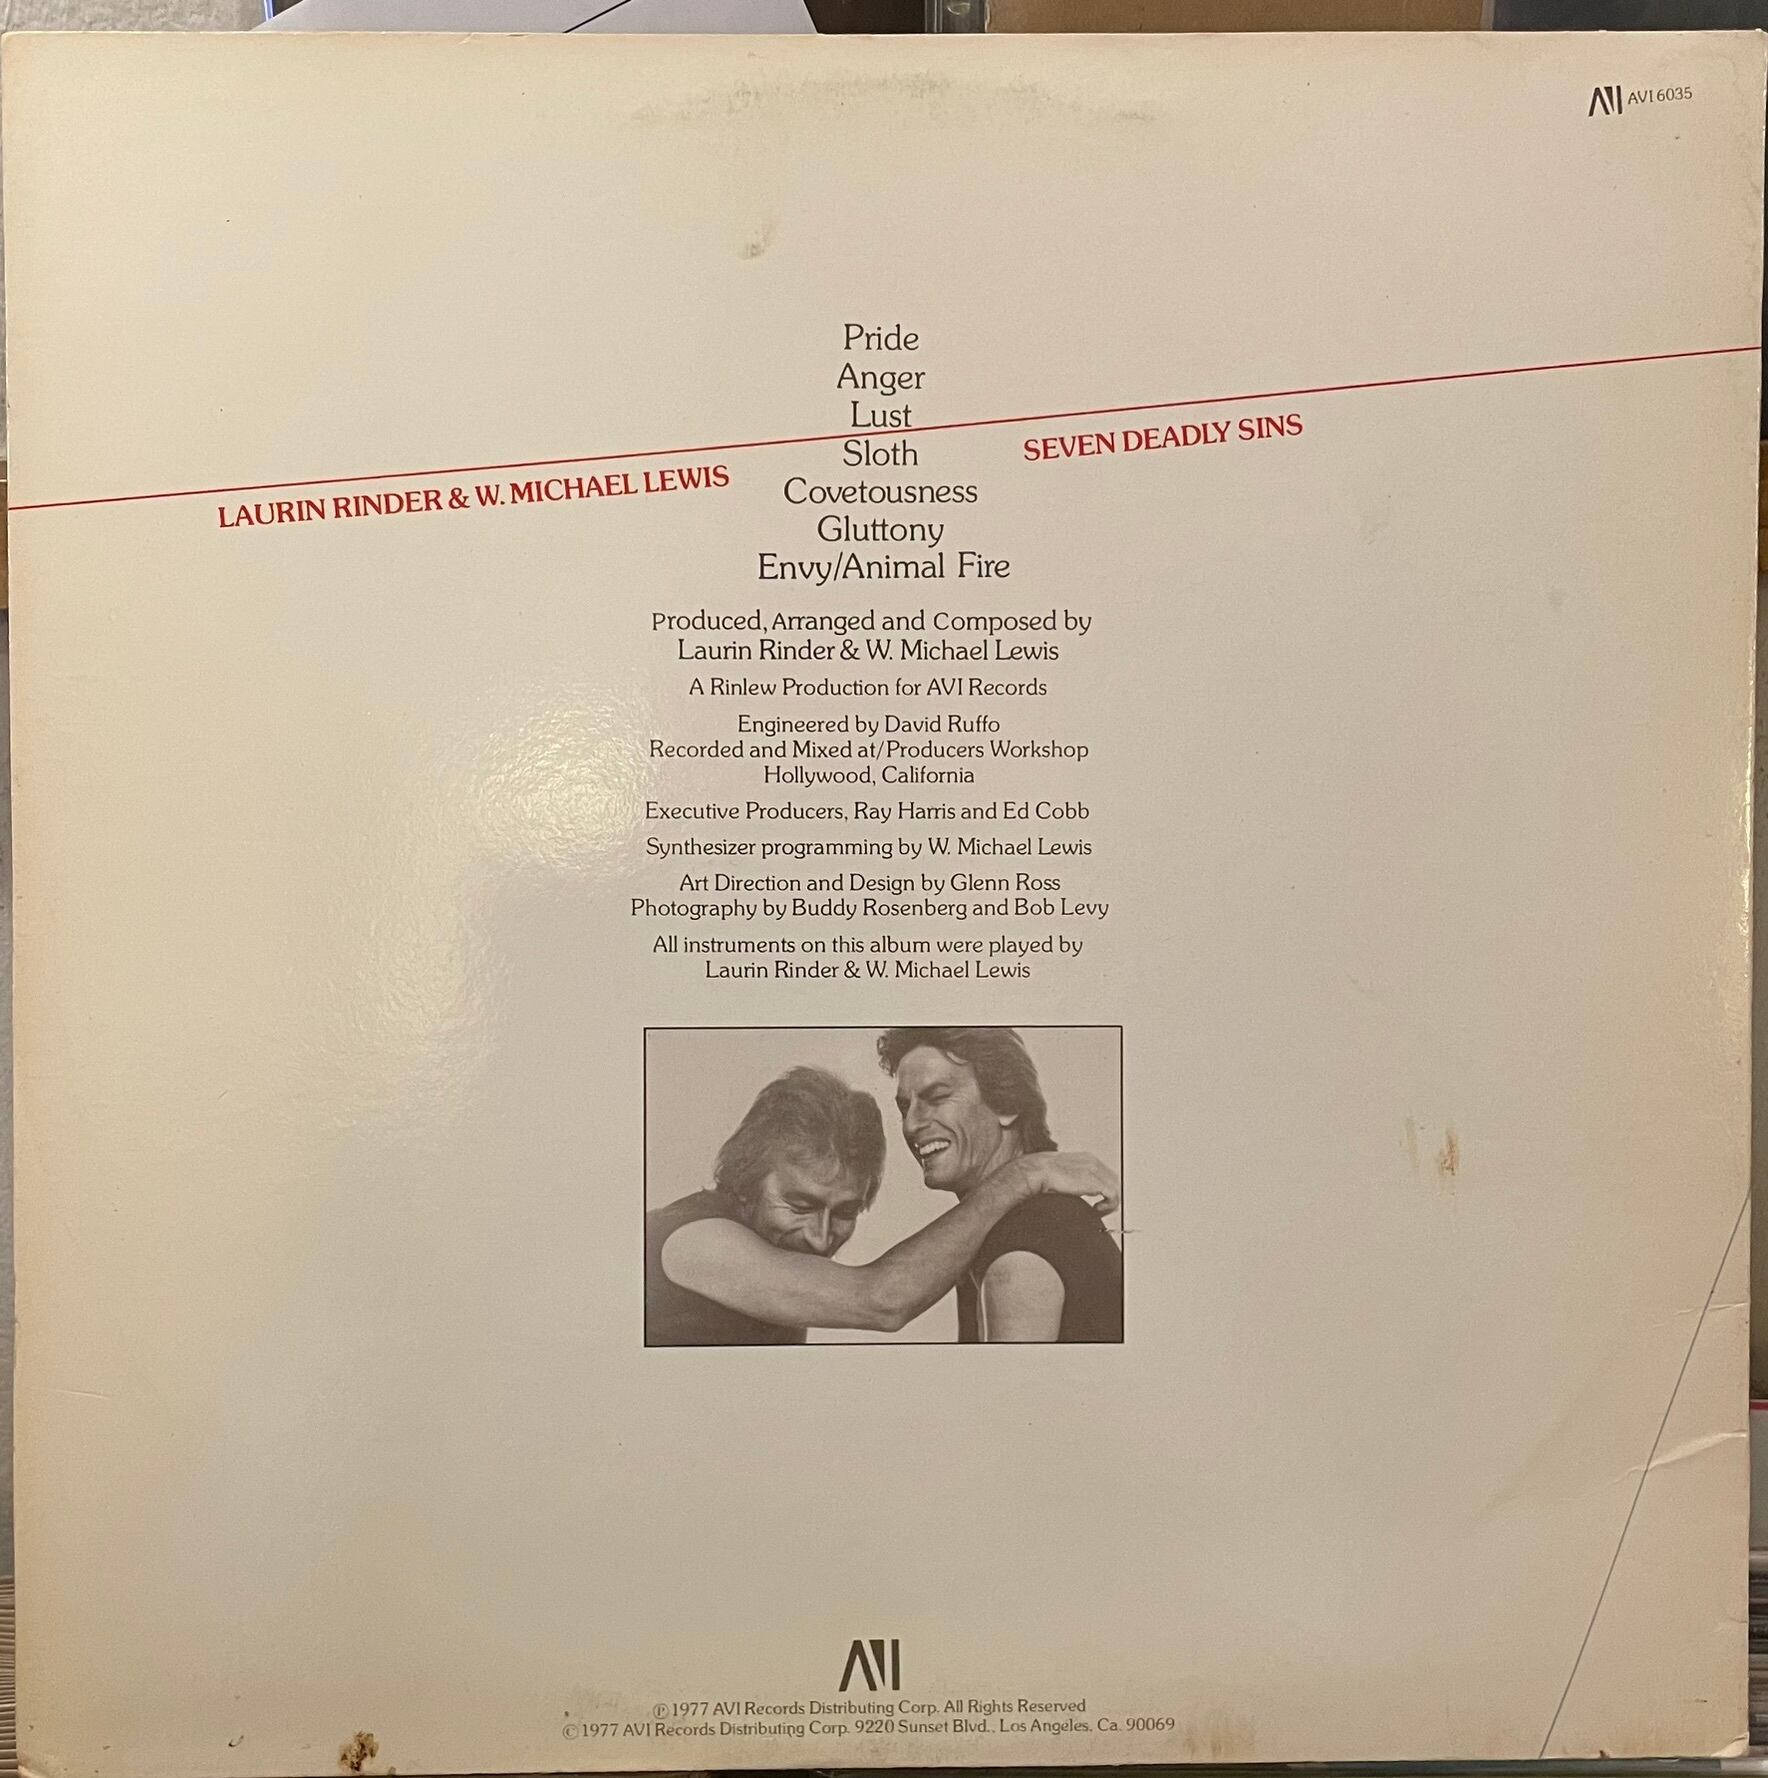 AVI AVI 6035
Pride
Anger
Lust
Sloth
Covetousness
Gluttony
Envy/Animal Fire
LAURIN RINDER & W. MICHAEL LEWIS
SEVEN DEADLY SINS
Produced, Arranged and Composed by
Laurin Rinder & W. Michael Lewis
A Rinlew Production for AVI Records
Engineered by David Ruffo
Recorded and Mixed at/Producers Workshop
Hollywood, California
Executive Producers, Ray Harris and Ed Cobb
Synthesizer programming by W. Michael Lewis
Art Direction and Design by Glenn Ross
Photography by Buddy Rosenberg and Bob Levy
All instruments on this album were played by
Laurin Rinder & W. Michael Lewis
AVI
℗1977 AVI Records Distributing Corp. All Rights Reserved
©1977 AVI Records Distributing Corp. 9220 Sunset Blvd., Los Angeles, Ca. 90069